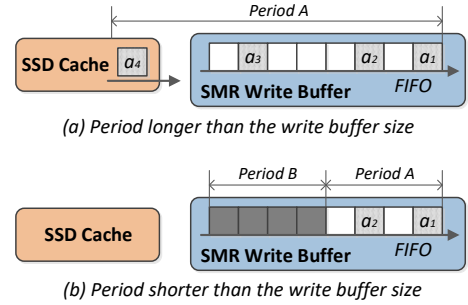 Period A
SSD Cache
a4
a3
a2
a1
SMR Write Buffer
FIFO
(a) Period longer than the write buffer size
Period B
Period A
SSD Cache
a2
a1
SMR Write Buffer
FIFO
(b) Period shorter than the write buffer size